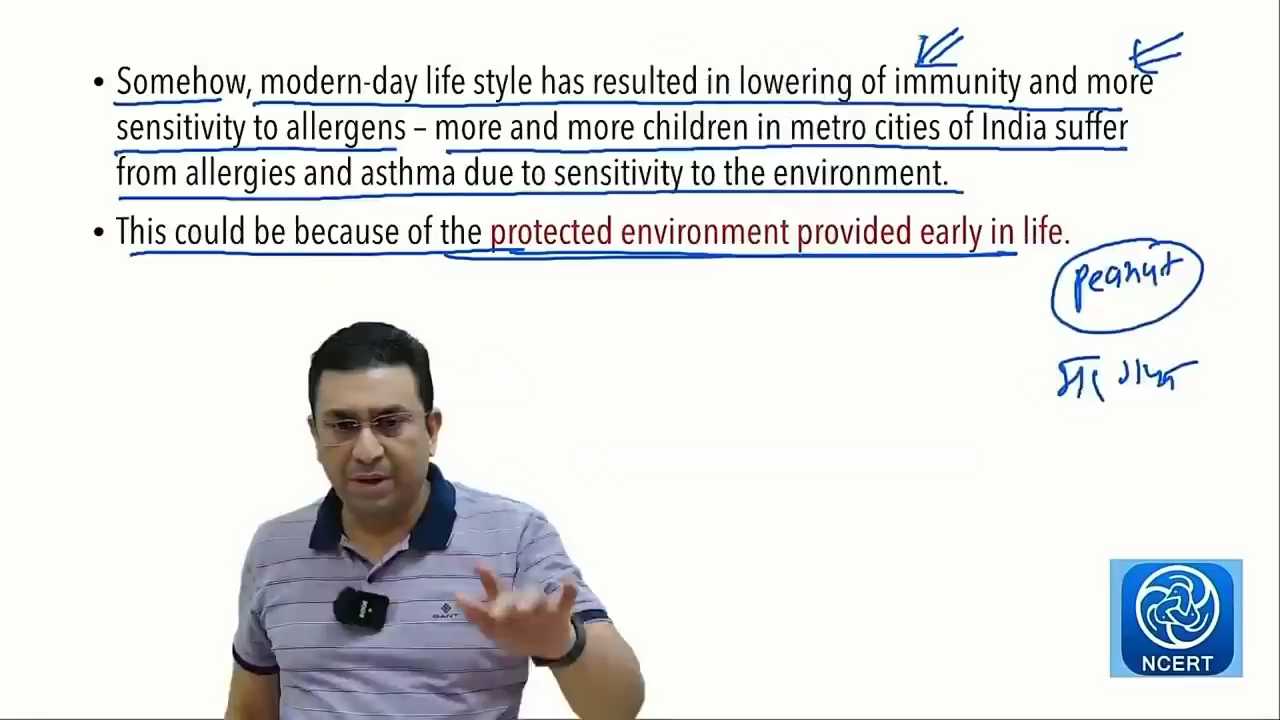 • Somehow, modern-day life style has resulted in lowering of immunity and more
sensitivity to allergens – more and more children in metro cities of India suffer
from allergies and asthma due to sensitivity to the environment.
• This could be because of the protected environment provided early in life.
peanut
GANT
NCERT